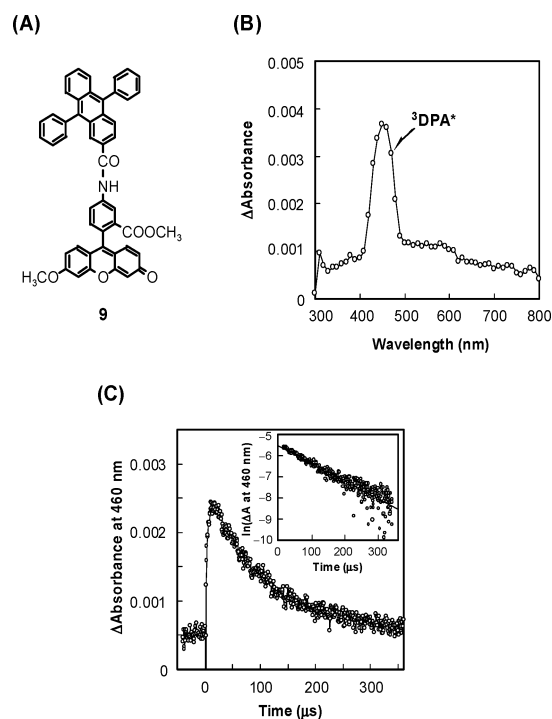 (A)
CO
NH
COOCH3
H3CO
O
O
9
(B)
0.005
0.004
0.003
0.002
0.001
0
300 400 500 600 700 800
ΔAbsorbance
Wavelength (nm)
³DPA*
(C)
0.003
0.002
0.001
0
0 100 200 300
ΔAbsorbance at 460 nm
Time (μs)
−5
−6
−7
−8
−9
−10
0 100 200 300
ln(ΔA at 460 nm)
Time (μs)